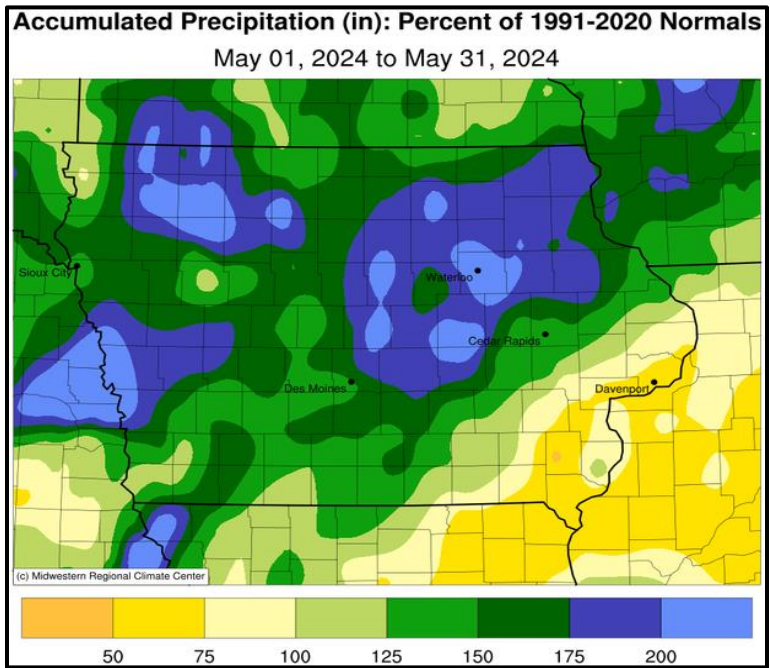 Accumulated Precipitation (in): Percent of 1991-2020 Normals
May 01, 2024 to May 31, 2024
Sioux City
Waterloo
Cedar Rapids
Des Moines
Davenport
(c) Midwestern Regional Climate Center
50 75 100 125 150 175 200